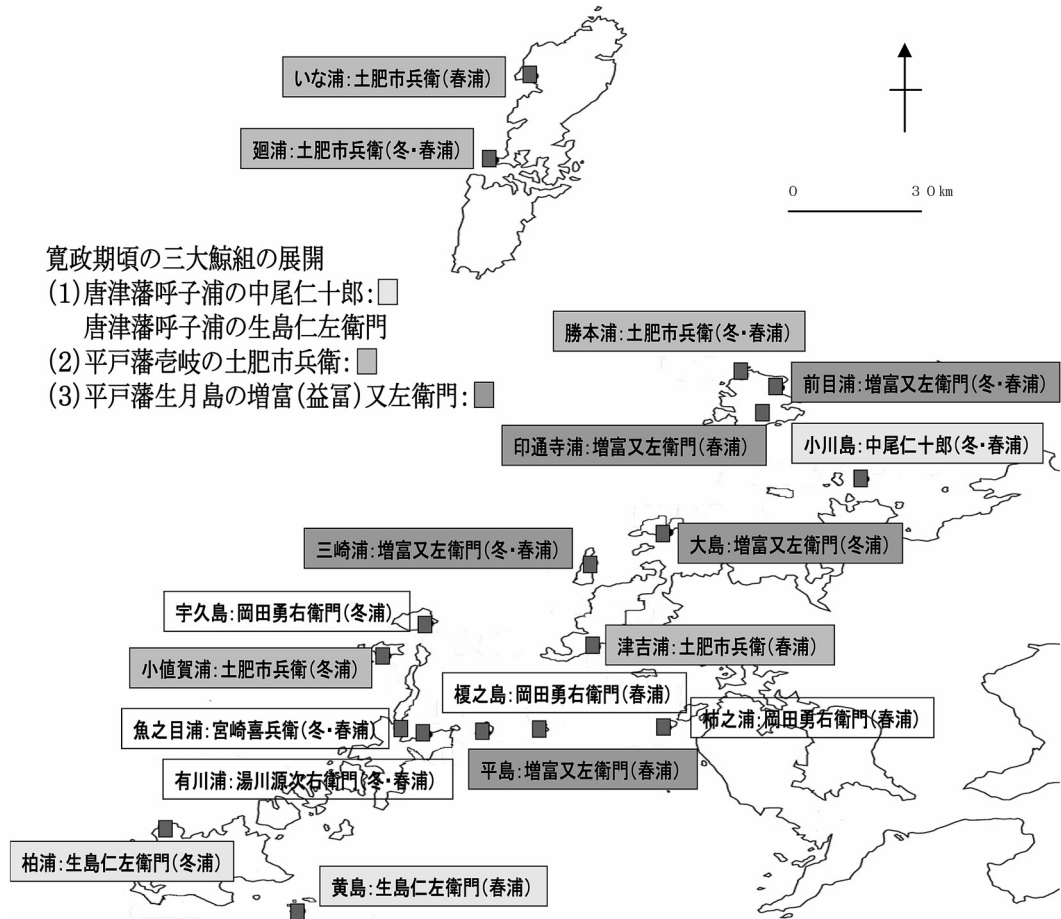 いな浦:土肥市兵衛(春浦)
廻浦:土肥市兵衛(冬・春浦)
0 30km
寛政期頃の三大鯨組の展開
(1)唐津藩呼子浦の中尾仁十郎:
唐津藩呼子浦の生島仁左衛門
(2)平戸藩壱岐の土肥市兵衛:
(3)平戸藩生月島の増富(益冨)又左衛門:
勝本浦:土肥市兵衛(冬・春浦)
前目浦:増富又左衛門(冬・春浦)
印通寺浦:増富又左衛門(春浦)
小川島:中尾仁十郎(冬・春浦)
三崎浦:増富又左衛門(冬・春浦)
大島:増富又左衛門(冬浦)
宇久島:岡田勇右衛門(冬浦)
津吉浦:土肥市兵衛(春浦)
小値賀浦:土肥市兵衛(冬浦)
榎之島:岡田勇右衛門(春浦)
魚之目浦:宮崎喜兵衛(冬・春浦)
柿之浦:岡田勇右衛門(春浦)
平島:増富又左衛門(春浦)
有川浦:湯川源次右衛門(冬・春浦)
柏浦:生島仁左衛門(冬浦)
黄島:生島仁左衛門(春浦)